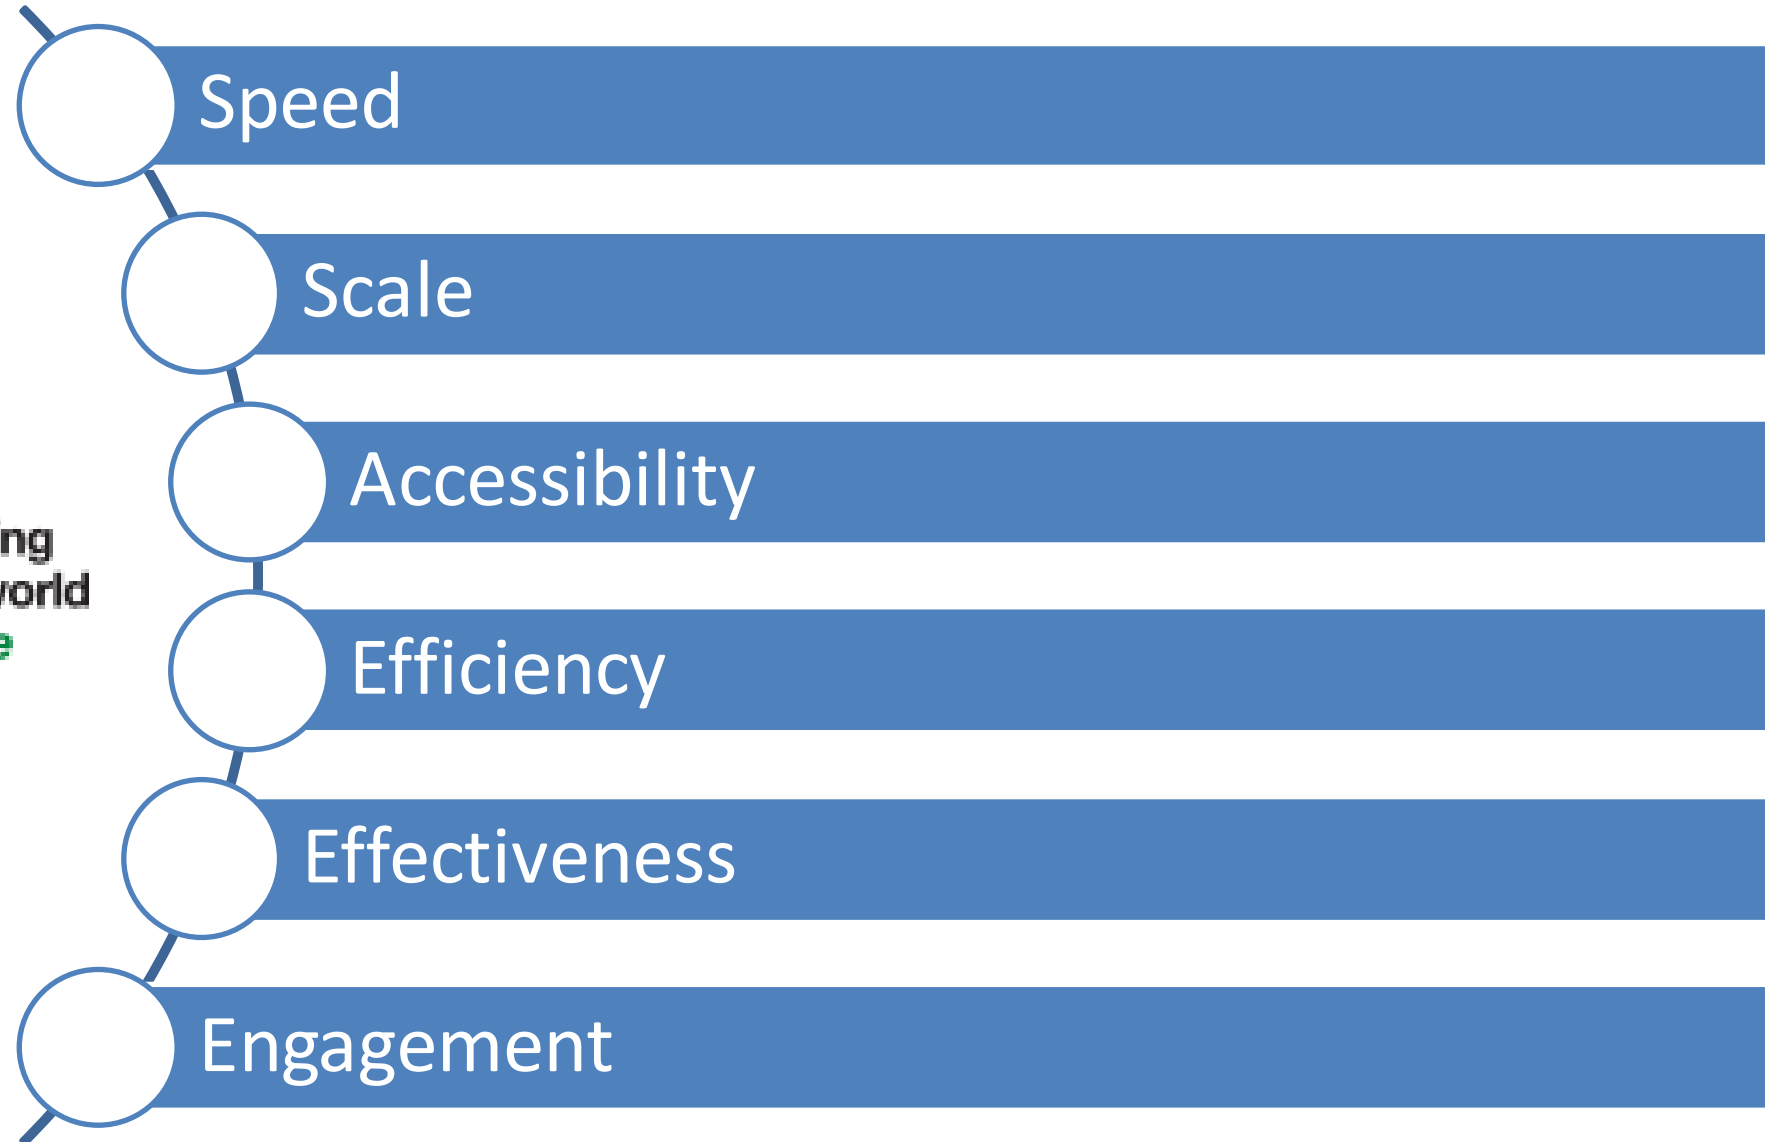 Speed
Scale
Accessibility
Efficiency
Effectiveness
Engagement